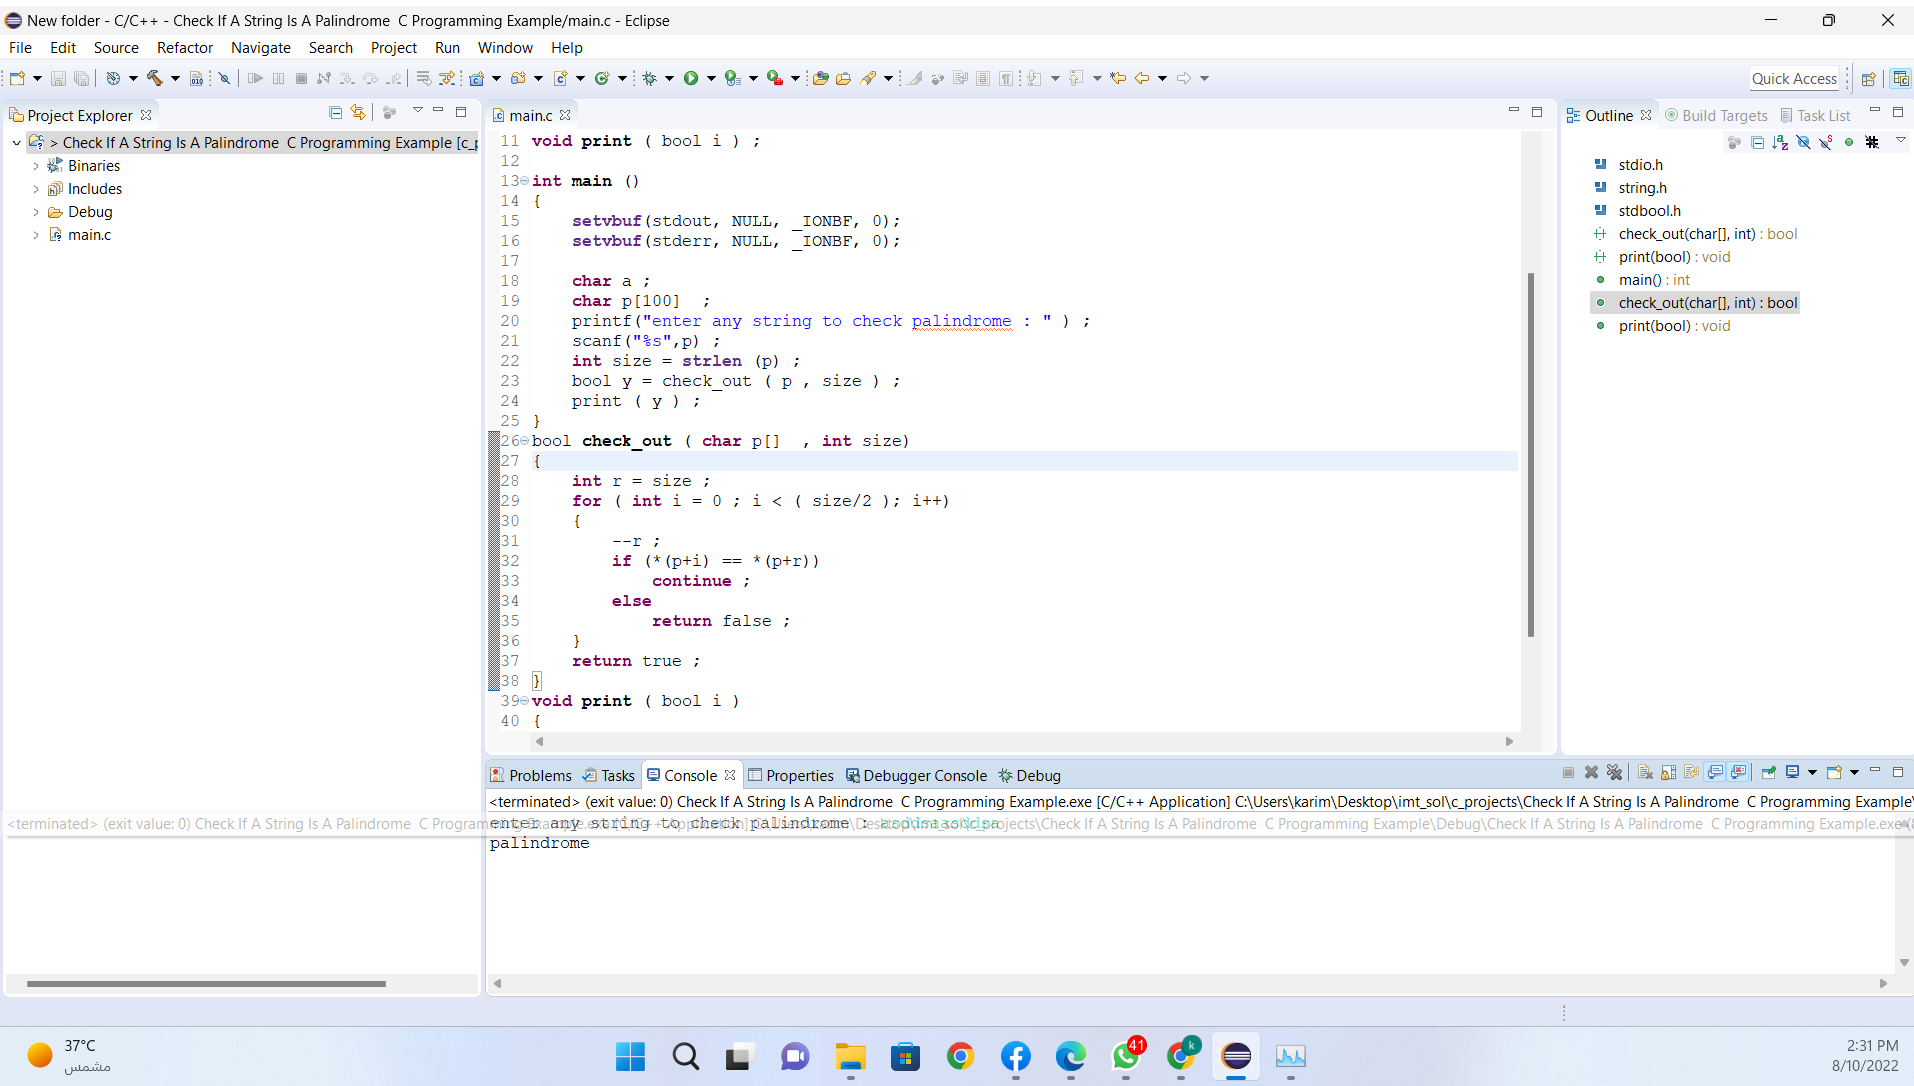 New folder - C/C++ - Check If A String Is A Palindrome  C Programming Example/main.c - Eclipse
File Edit Source Refactor Navigate Search Project Run Window Help
Quick Access
Project Explorer
> Check If A String Is A Palindrome  C Programming Example [c_p
Binaries
Includes
Debug
main.c
main.c
11 void print ( bool i ) ;
12
13 int main ()
14 {
15     setvbuf(stdout, NULL, _IONBF, 0);
16     setvbuf(stderr, NULL, _IONBF, 0);
17
18     char a ;
19     char p[100]  ;
20     printf("enter any string to check palindrome : " ) ;
21     scanf("%s",p) ;
22     int size = strlen (p) ;
23     bool y = check_out ( p , size ) ;
24     print ( y ) ;
25 }
26 bool check_out ( char p[]  , int size)
27 {
28     int r = size ;
29     for ( int i = 0 ; i < ( size/2 ); i++)
30     {
31         --r ;
32         if (*(p+i) == *(p+r))
33             continue ;
34         else
35             return false ;
36     }
37     return true ;
38 }
39 void print ( bool i )
40 {
Outline Build Targets Task List
stdio.h
string.h
stdbool.h
check_out(char[], int) : bool
print(bool) : void
main() : int
check_out(char[], int) : bool
print(bool) : void
Problems Tasks Console Properties Debugger Console Debug
<terminated> (exit value: 0) Check If A String Is A Palindrome  C Programming Example.exe [C/C++ Application] C:\Users\karim\Desktop\imt_sol\c_projects\Check If A String Is A Palindrome  C Programming Example\
<terminated> (exit value: 0) Check If A String Is A Palindrome  C Programming Example.exe [C/C++ Application] C:\Users\karim\Desktop\imt_sol\c_projects\Check If A String Is A Palindrome  C Programming Example\Debug\Check If A String Is A Palindrome  C Programming Example.exe
enter any string to check palindrome :
palindrome
37°C
مشمس
41
k
2:31 PM
8/10/2022